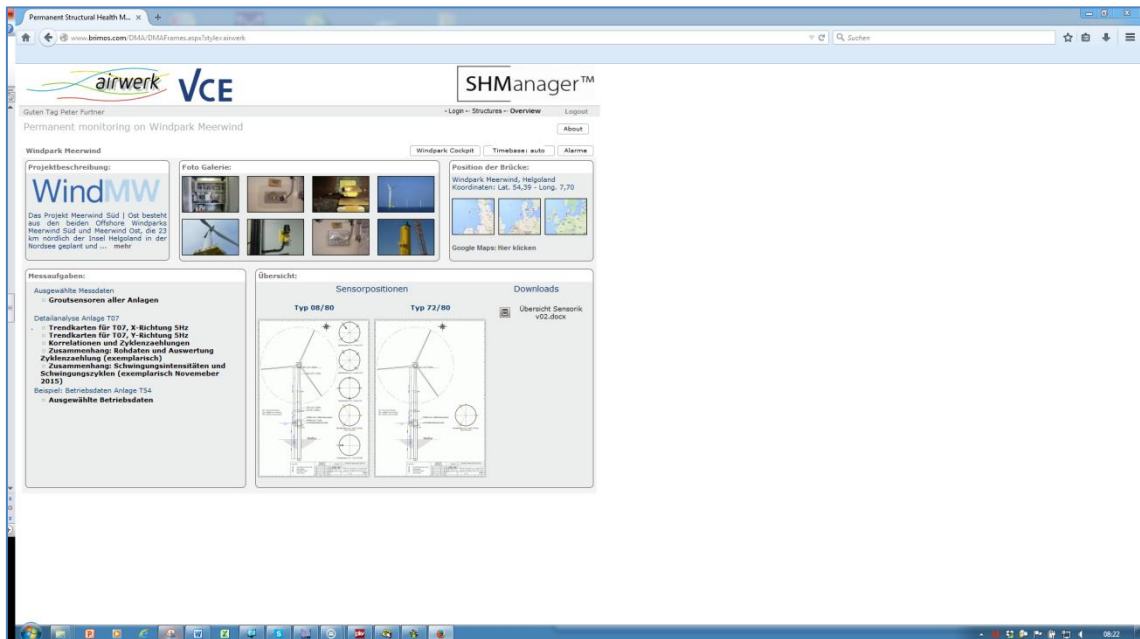 Permanent Structural Health M...
www.brimos.com/DMA/DMAFrames.aspx?style=airwerk
Suchen
airwerk VCE SHManager™
Guten Tag Peter Furtner
Login Structures Overview Logout
Permanent monitoring on Windpark Meerwind
About
Windpark Meerwind
Windpark Cockpit Timebase: auto Alarme
Projektbeschreibung:
WindMW
Das Projekt Meerwind Süd | Ost besteht
aus den beiden Offshore Windparks
Meerwind Süd und Meerwind Ost, die 23
km nördlich der Insel Helgoland in der
Nordsee geplant und ... mehr
Foto Galerie:
Position der Brücke:
Windpark Meerwind, Helgoland
Koordinaten: Lat. 54,39 - Long. 7,70
Google Maps: Hier klicken
Messaufgaben:
Ausgewählte Messdaten
Groutsensoren aller Anlagen
Detailanalyse Anlage T07
Trendkarten für T07, X-Richtung 5Hz
Trendkarten für T07, Y-Richtung 5Hz
Korrelationen und Zyklenzaehlungen
Zusammenhang: Rohdaten und Auswertung
Zyklenzaehlung (exemplarisch)
Zusammenhang: Schwingungsintensitäten und
Schwingungszyklen (exemplarisch Novemeber
2015)
Beispiel: Betriebsdaten Anlage T54
Ausgewählte Betriebsdaten
Übersicht:
Sensorpositionen
Typ 08/80
Typ 72/80
Downloads
Übersicht Sensorik
v02.docx
08:22